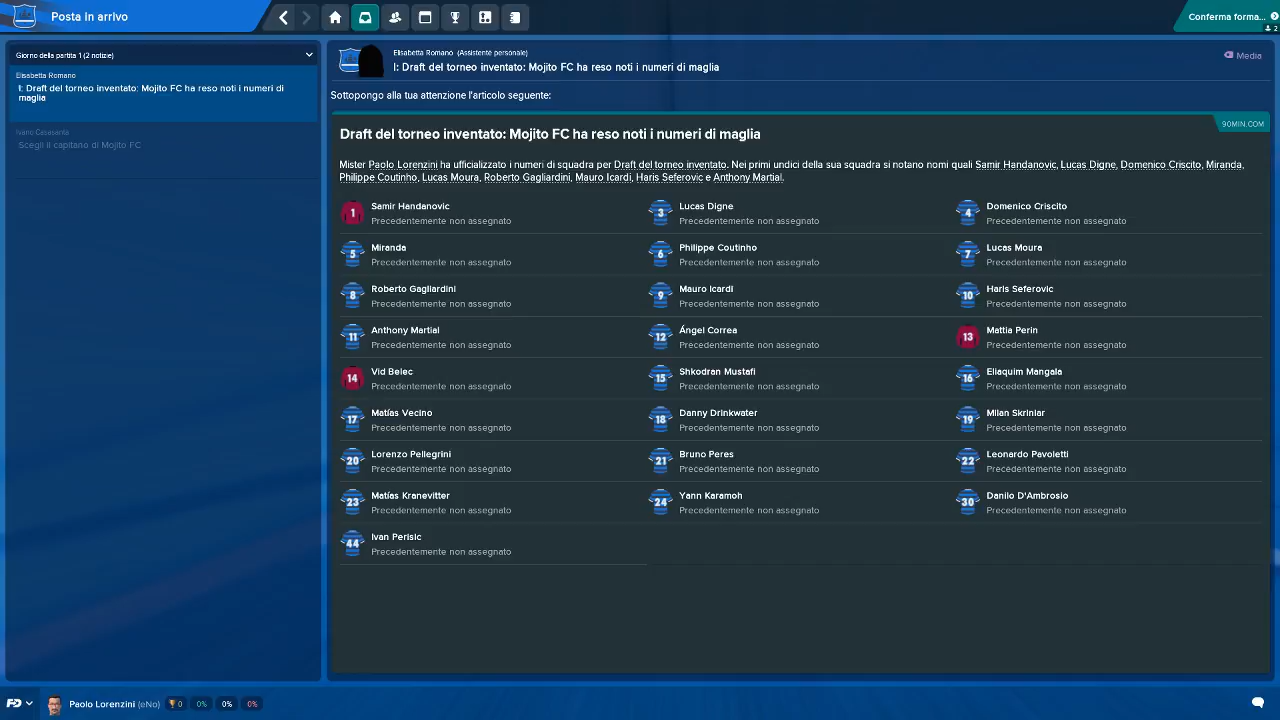 Posta in arrivo
Conferma forma...
2
Giorno della partita 1 (2 notizie)
Elisabetta Romano
I: Draft del torneo inventato: Mojito FC ha reso noti i numeri di
maglia
Ivano Casasanta
Scegli il capitano di Mojito FC
Elisabetta Romano (Assistente personale)
I: Draft del torneo inventato: Mojito FC ha reso noti i numeri di maglia
Media
Sottopongo alla tua attenzione l'articolo seguente:
90MIN.COM
Draft del torneo inventato: Mojito FC ha reso noti i numeri di maglia
Mister Paolo Lorenzini ha ufficializzato i numeri di squadra per Draft del torneo inventato. Nei primi undici della sua squadra si notano nomi quali Samir Handanovic, Lucas Digne, Domenico Criscito, Miranda,
Philippe Coutinho, Lucas Moura, Roberto Gagliardini, Mauro Icardi, Haris Seferovic e Anthony Martial.
1 Samir Handanovic 3 Lucas Digne 4 Domenico Criscito
Precedentemente non assegnato Precedentemente non assegnato Precedentemente non assegnato
5 Miranda 6 Philippe Coutinho 7 Lucas Moura
Precedentemente non assegnato Precedentemente non assegnato Precedentemente non assegnato
8 Roberto Gagliardini 9 Mauro Icardi 10 Haris Seferovic
Precedentemente non assegnato Precedentemente non assegnato Precedentemente non assegnato
11 Anthony Martial 12 Ángel Correa 13 Mattia Perin
Precedentemente non assegnato Precedentemente non assegnato Precedentemente non assegnato
14 Vid Belec 15 Shkodran Mustafi 16 Eliaquim Mangala
Precedentemente non assegnato Precedentemente non assegnato Precedentemente non assegnato
17 Matías Vecino 18 Danny Drinkwater 19 Milan Skriniar
Precedentemente non assegnato Precedentemente non assegnato Precedentemente non assegnato
20 Lorenzo Pellegrini 21 Bruno Peres 22 Leonardo Pavoletti
Precedentemente non assegnato Precedentemente non assegnato Precedentemente non assegnato
23 Matías Kranevitter 24 Yann Karamoh 30 Danilo D'Ambrosio
Precedentemente non assegnato Precedentemente non assegnato Precedentemente non assegnato
44 Ivan Perisic
Precedentemente non assegnato
FD Paolo Lorenzini (eNo) 0 0% 0% 0%